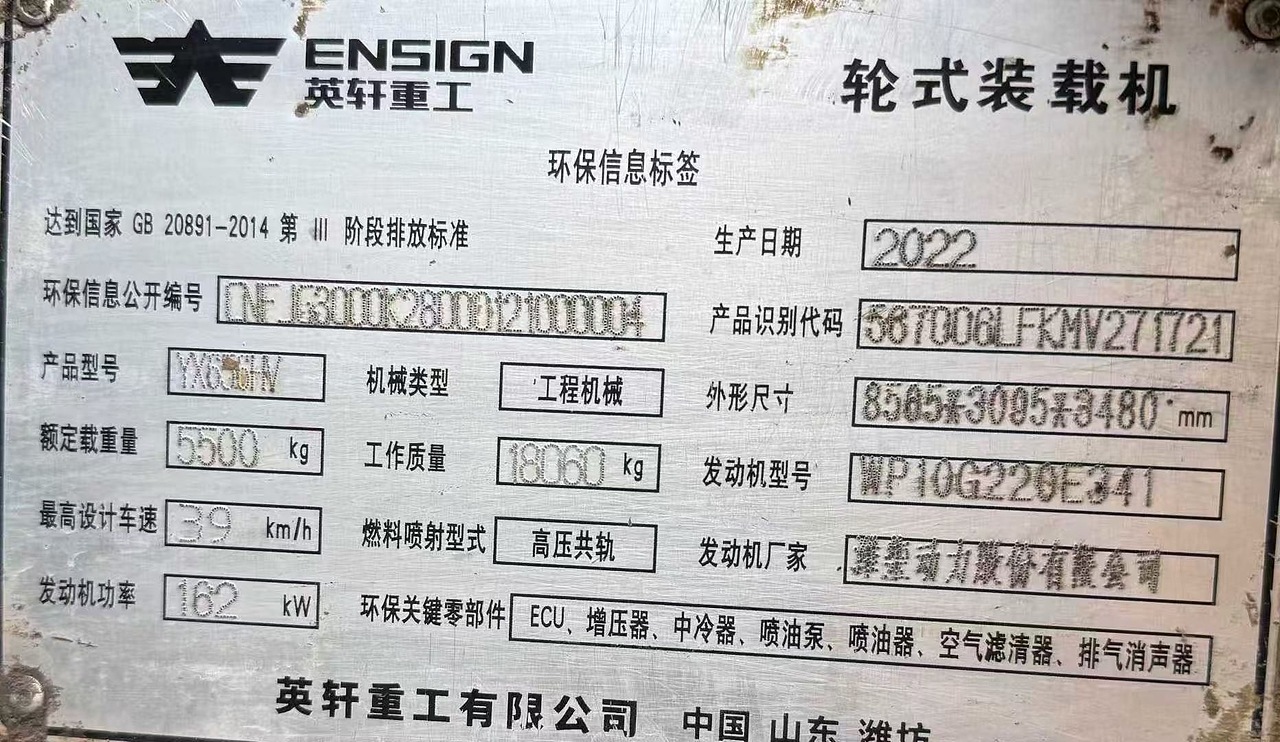 ENSIGN
英轩重工
轮式装载机
环保信息标签
达到国家 GB 20891-2014 第 III 阶段排放标准
生产日期 2022
环保信息公开编号 CNFJG3000K28000121000004
产品识别代码 567006LFKMV271721
产品型号 YX656HV 机械类型 工程机械
外形尺寸 8565*3095*3480 mm
额定载重量 5500 kg 工作质量 18060 kg
发动机型号 WP10G220E341
最高设计车速 39 km/h 燃料喷射型式 高压共轨
发动机厂家 潍柴动力股份有限公司
发动机功率 162 kW 环保关键零部件 ECU、增压器、中冷器、喷油泵、喷油器、空气滤清器、排气消声器
英轩重工有限公司 中国 山东 潍坊